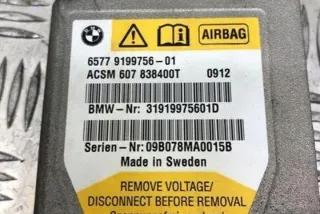 BMW
AIRBAG
6577 9199756-01
ACSM 607 838400T 0912
BMW-Nr: 31919975601D
Serien-Nr: 09B078MA0015B
Made in Sweden
REMOVE VOLTAGE/
DISCONNECT BEFORE REMOVAL